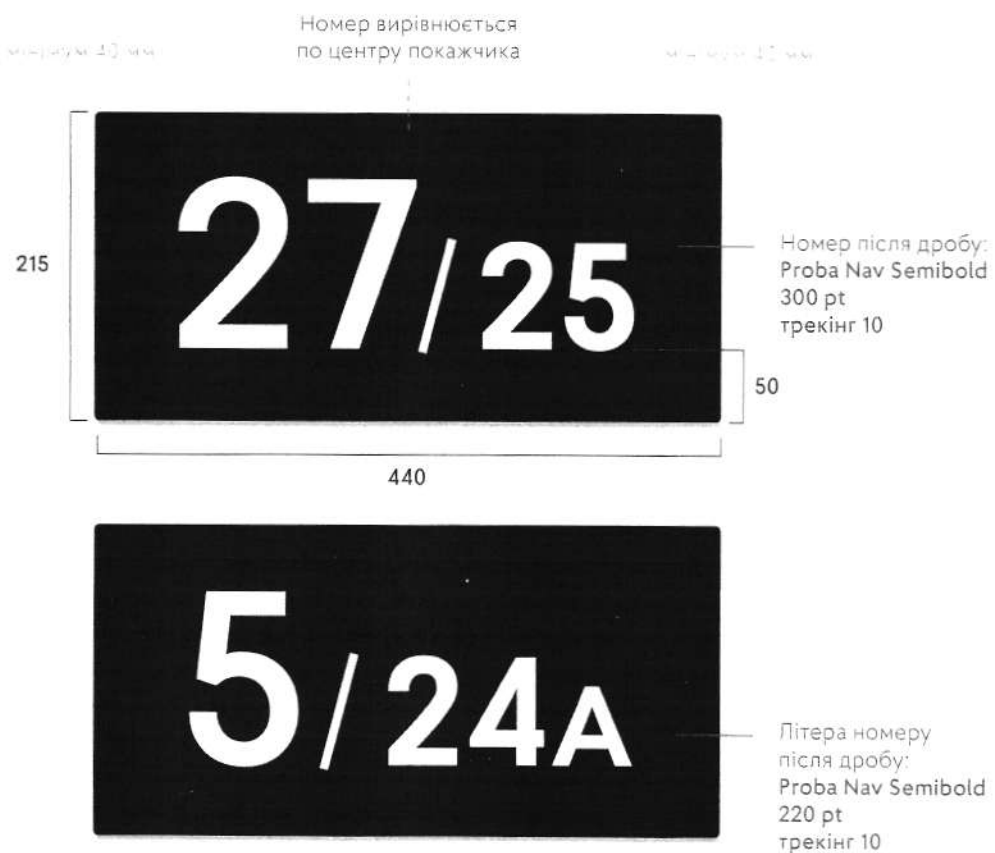 Номер вирівнюється
по центру покажчика
27/25
215
Номер після дробу:
Proba Nav Semibold
300 pt
трекінг 10
50
440
5/24А
Літера номеру
після дробу:
Proba Nav Semibold
220 pt
трекінг 10